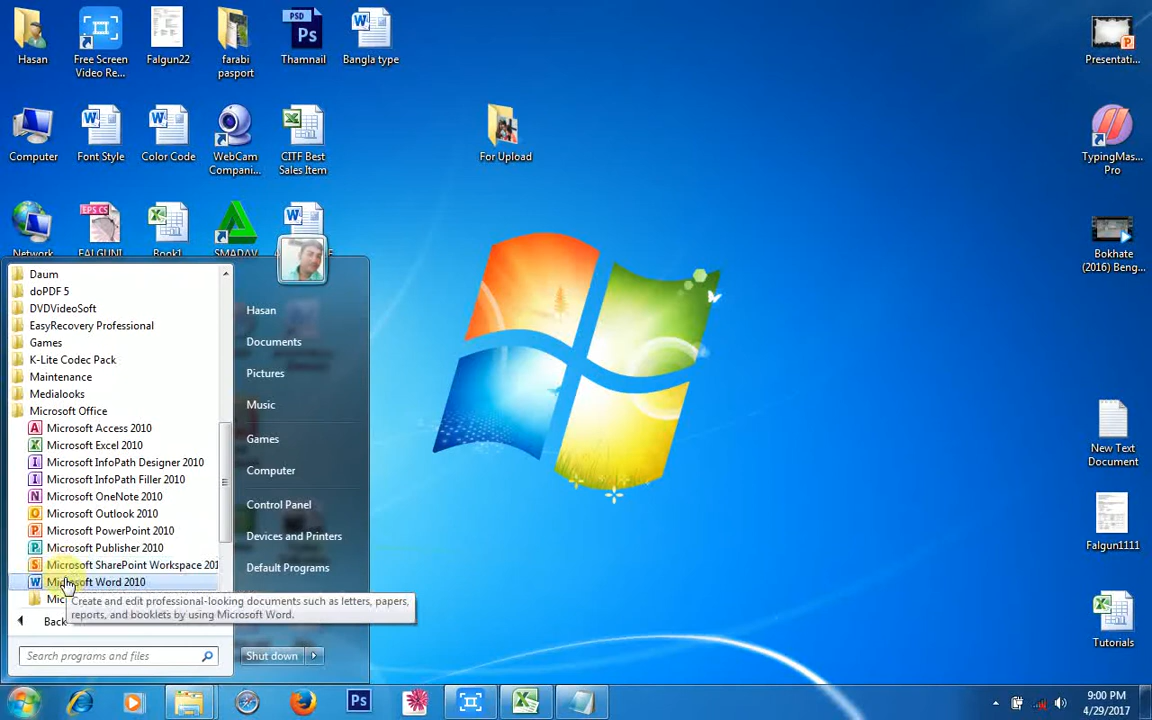 Hasan
Free Screen
Video Re...
Falgun22
farabi
pasport
PSD
Ps
Thamnail
Bangla type
Presentati...
Computer
Font Style
Color Code
WebCam
Compani...
CITF Best
Sales Item
For Upload
TypingMas...
Pro
Network
EPS CS
FALGUNI
Book1
SMADAV
Bokhate
(2016) Beng...
Daum
doPDF 5
DVDVideoSoft
EasyRecovery Professional
Games
K-Lite Codec Pack
Maintenance
Medialooks
Microsoft Office
Microsoft Access 2010
Microsoft Excel 2010
Microsoft InfoPath Designer 2010
Microsoft InfoPath Filler 2010
Microsoft OneNote 2010
Microsoft Outlook 2010
Microsoft PowerPoint 2010
Microsoft Publisher 2010
Microsoft SharePoint Workspace 201
Microsoft Word 2010
Create and edit professional-looking documents such as letters, papers,
reports, and booklets by using Microsoft Word.
Back
Search programs and files
Hasan
Documents
Pictures
Music
Games
Computer
Control Panel
Devices and Printers
Default Programs
Shut down
New Text
Document
Falgun1111
Tutorials
Ps
9:00 PM
4/29/2017